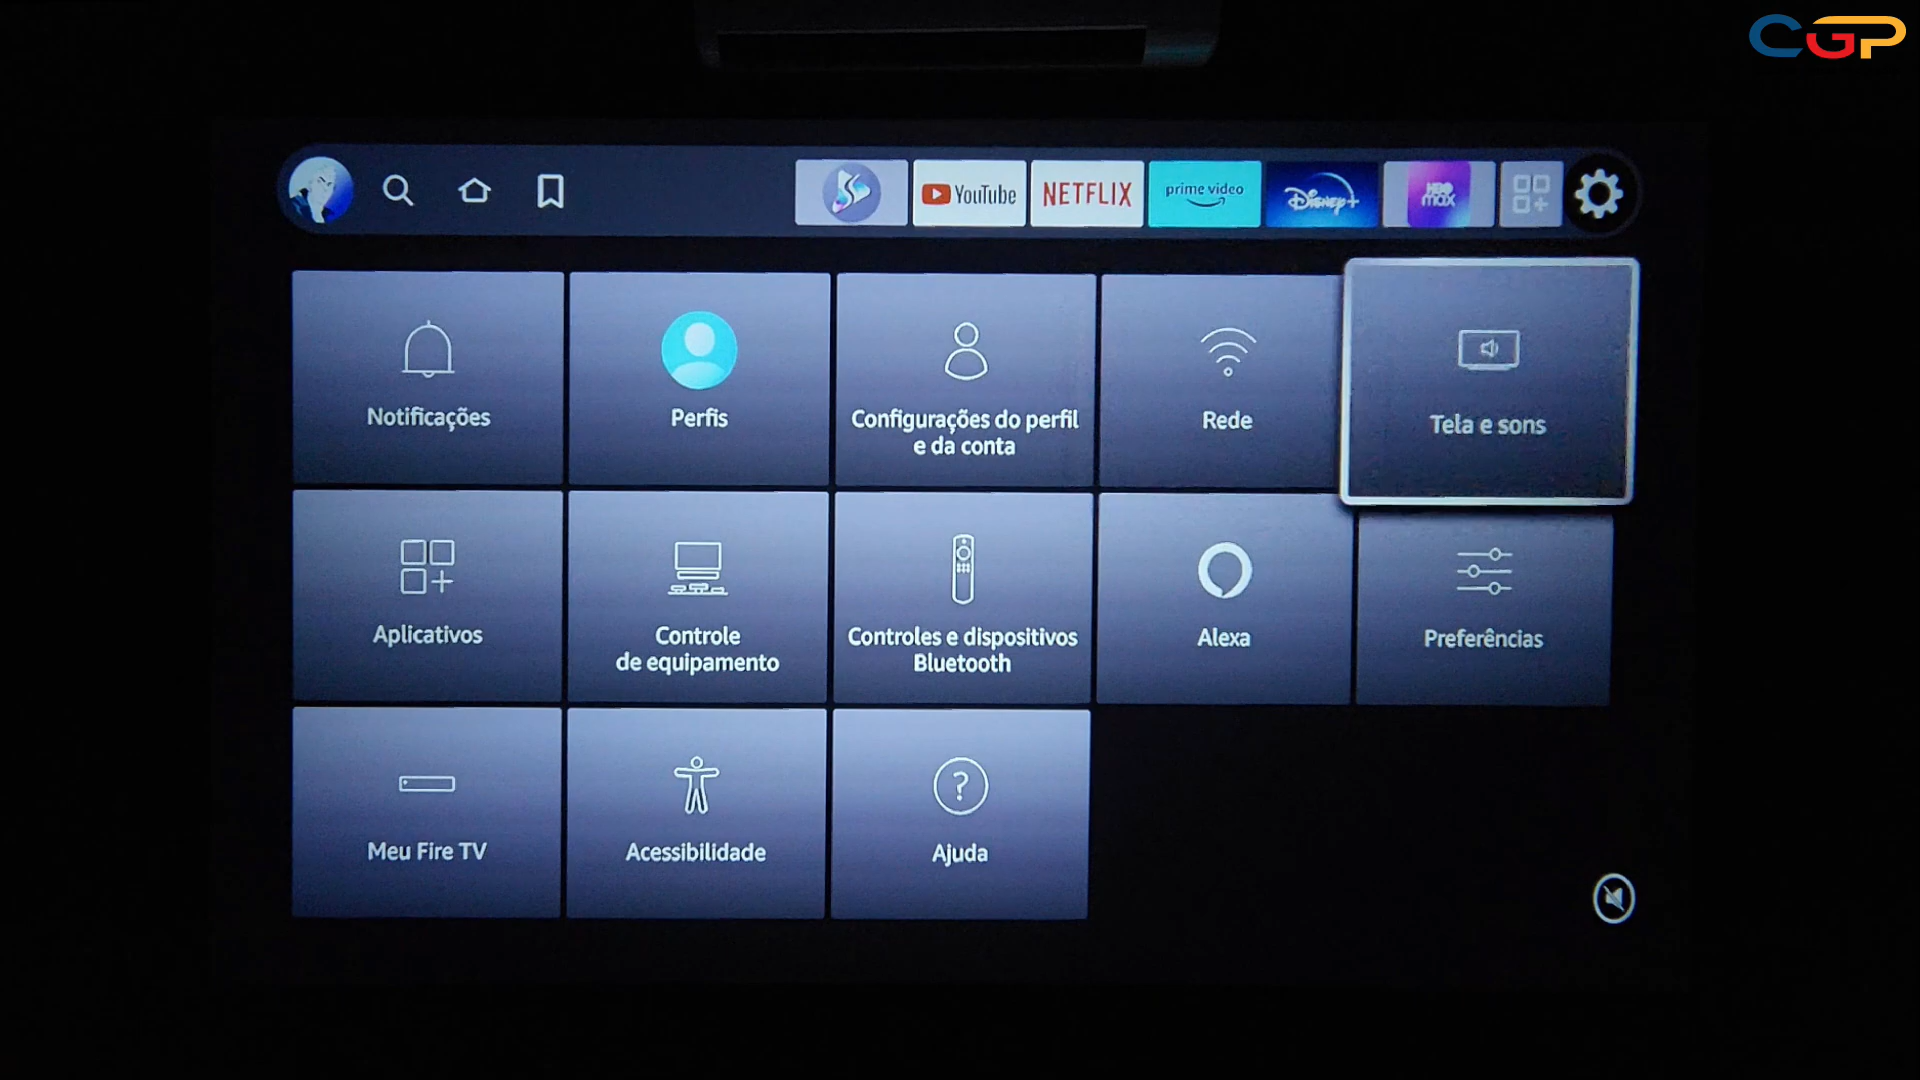 CGP
YouTube
NETFLIX
prime video
Disney+
HBO
max
Notificações
Perfis
Configurações do perfil
e da conta
Rede
Tela e sons
Aplicativos
Controle
de equipamento
Controles e dispositivos
Bluetooth
Alexa
Preferências
Meu Fire TV
Acessibilidade
?
Ajuda